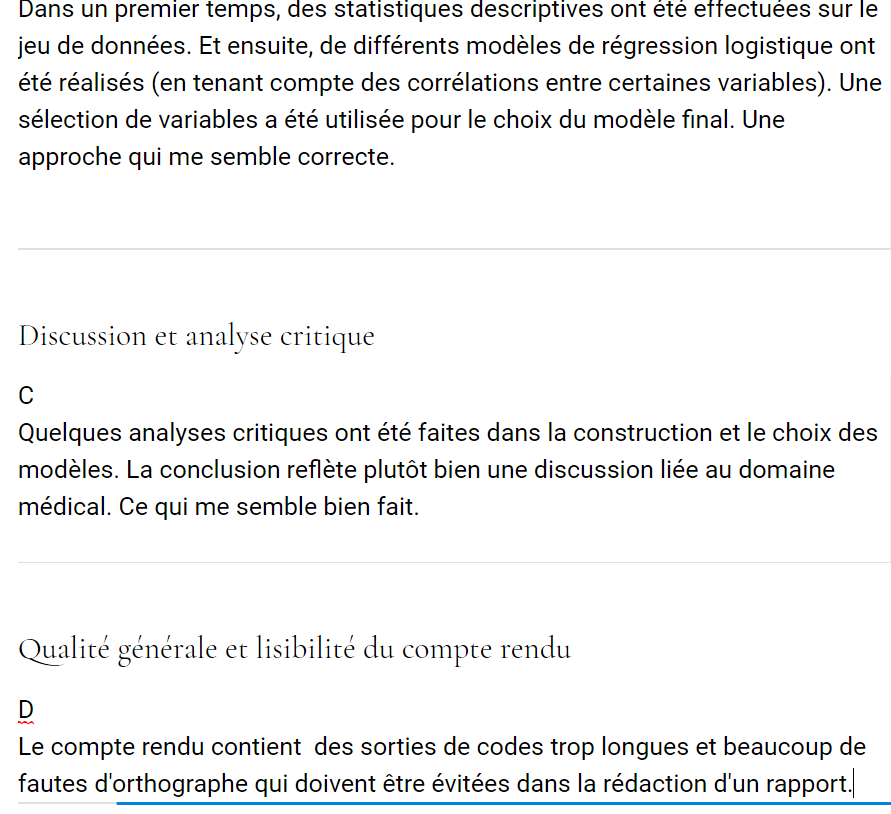 Dans un premier temps, des statistiques descriptives ont été effectuées sur le
jeu de données. Et ensuite, de différents modèles de régression logistique ont
été réalisés (en tenant compte des corrélations entre certaines variables). Une
sélection de variables a été utilisée pour le choix du modèle final. Une
approche qui me semble correcte.
Discussion et analyse critique
C
Quelques analyses critiques ont été faites dans la construction et le choix des
modèles. La conclusion reflète plutôt bien une discussion liée au domaine
médical. Ce qui me semble bien fait.
Qualité générale et lisibilité du compte rendu
D
Le compte rendu contient  des sorties de codes trop longues et beaucoup de
fautes d'orthographe qui doivent être évitées dans la rédaction d'un rapport.